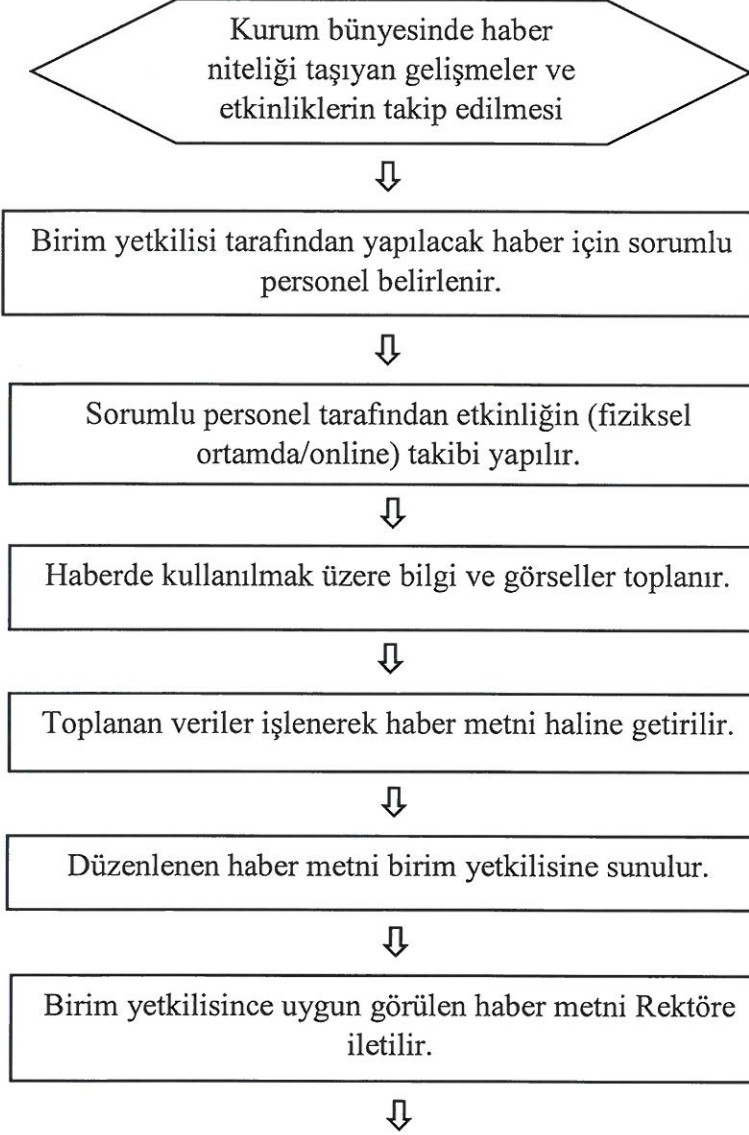 Kurum bünyesinde haber
niteliği taşıyan gelişmeler ve
etkinliklerin takip edilmesi
Birim yetkilisi tarafından yapılacak haber için sorumlu
personel belirlenir.
Sorumlu personel tarafından etkinliğin (fiziksel
ortamda/online) takibi yapılır.
Haberde kullanılmak üzere bilgi ve görseller toplanır.
Toplanan veriler işlenerek haber metni haline getirilir.
Düzenlenen haber metni birim yetkilisine sunulur.
Birim yetkilisince uygun görülen haber metni Rektöre
iletilir.